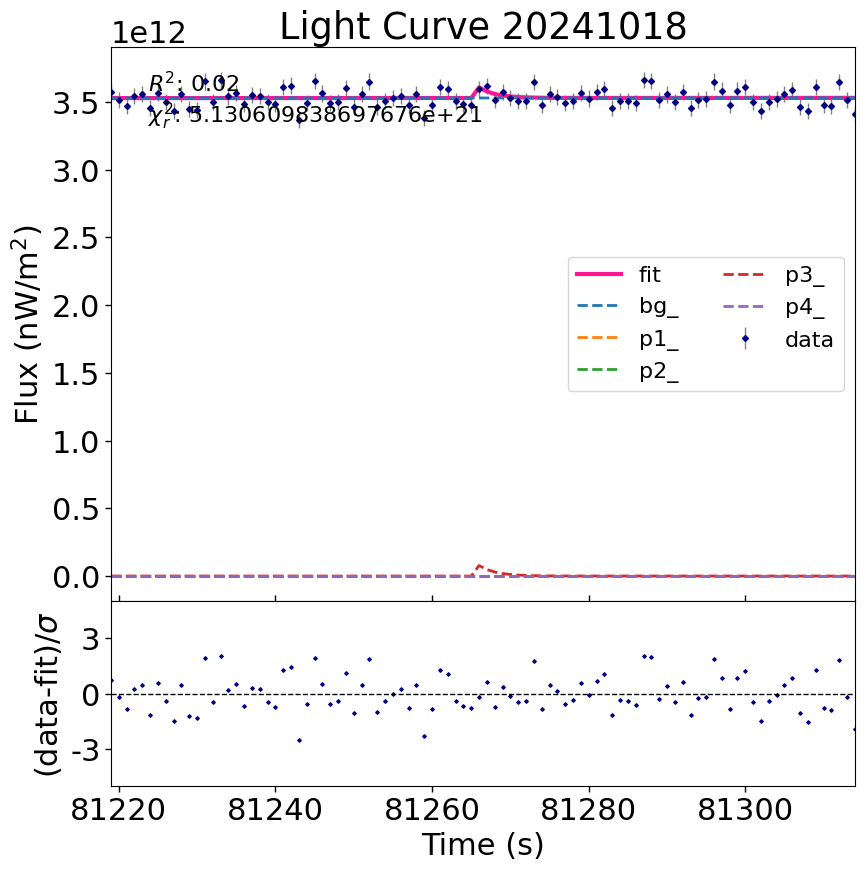 Light Curve 20241018
1e12
R²: 0.02
χ²ᵣ: 5.130609838697676e+21
3.5
3.0
2.5
2.0
1.5
1.0
0.5
0.0
Flux (nW/m²)
fit
bg_
p1_
p2_
p3_
p4_
data
3
0
-3
(data-fit)/σ
81220
81240
81260
81280
81300
Time (s)